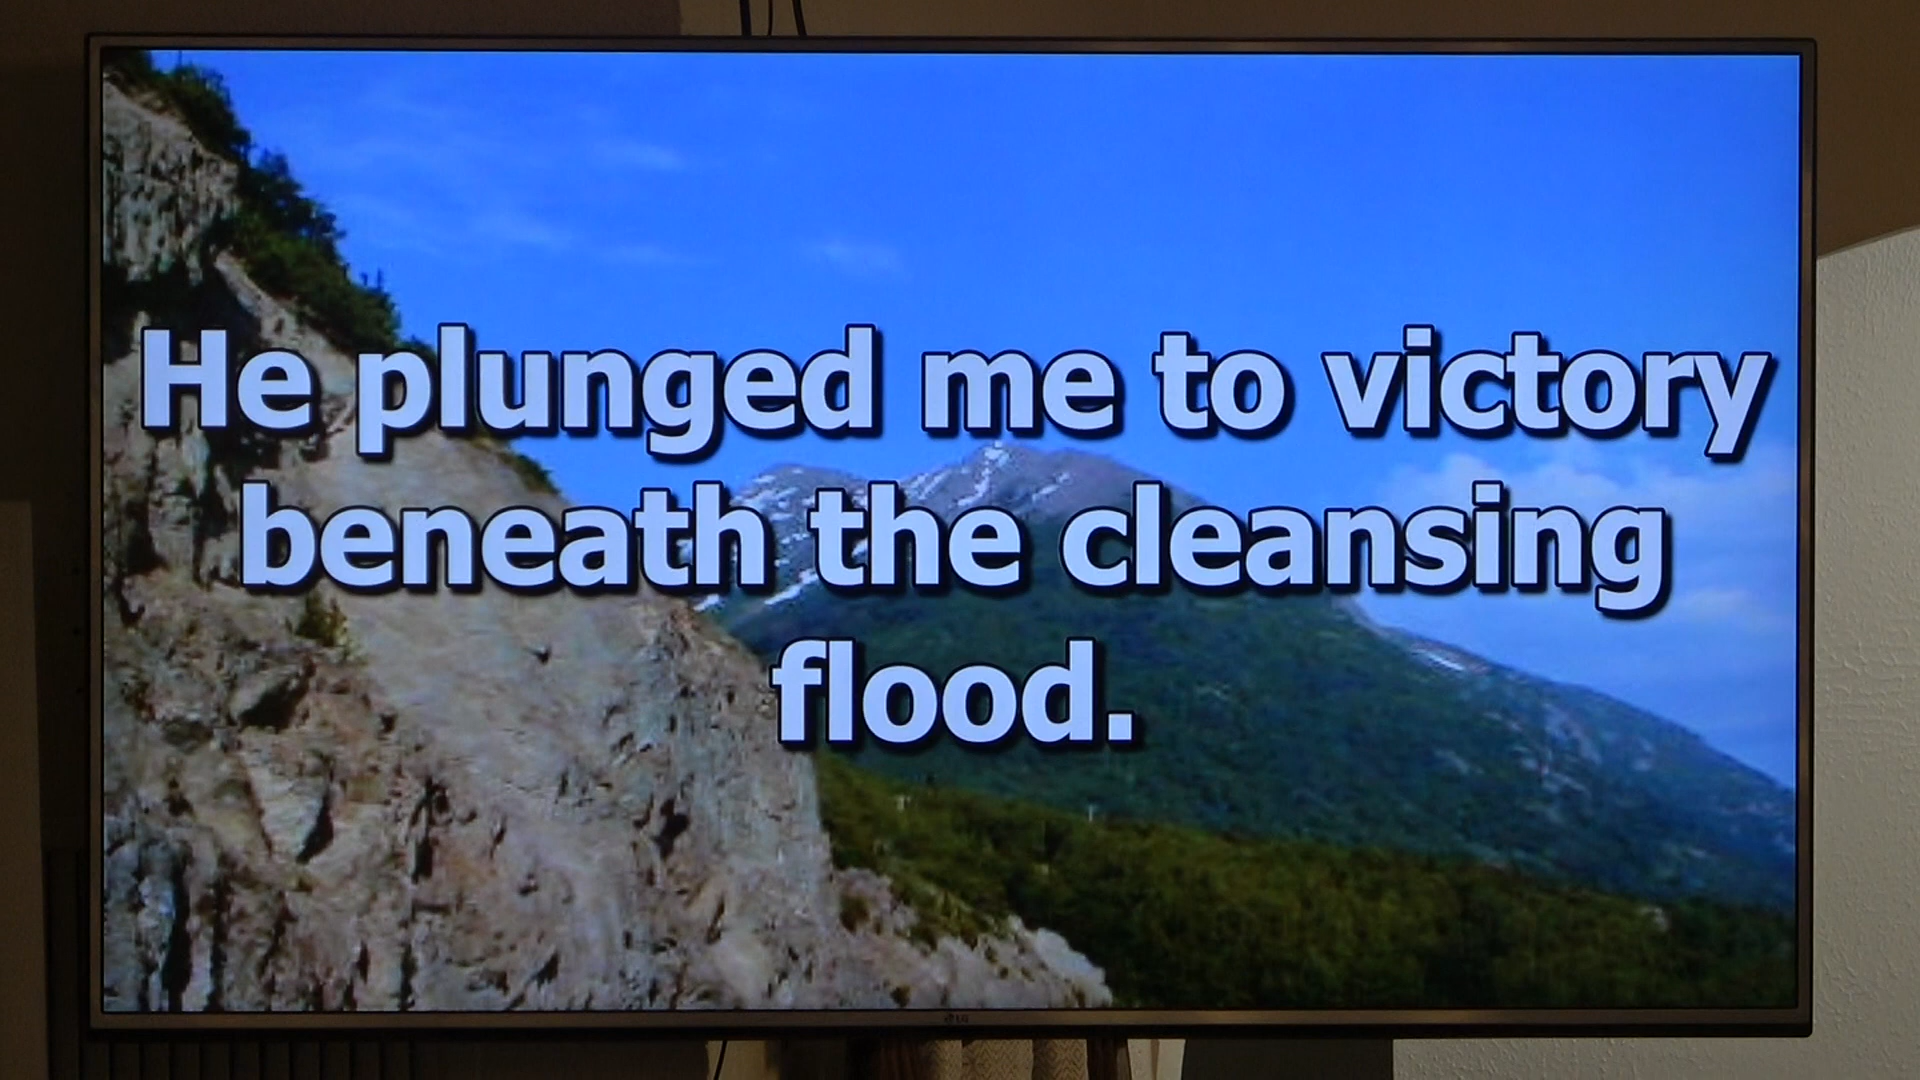 He plunged me to victory
beneath the cleansing
flood.